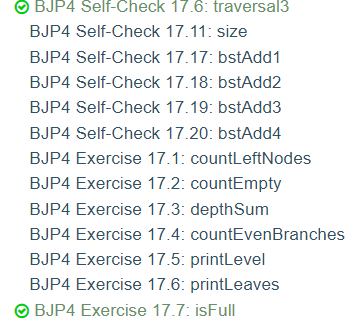 BJP4 Self-Check 17.6: traversal3
BJP4 Self-Check 17.11: size
BJP4 Self-Check 17.17: bstAdd1
BJP4 Self-Check 17.18: bstAdd2
BJP4 Self-Check 17.19: bstAdd3
BJP4 Self-Check 17.20: bstAdd4
BJP4 Exercise 17.1: countLeftNodes
BJP4 Exercise 17.2: countEmpty
BJP4 Exercise 17.3: depthSum
BJP4 Exercise 17.4: countEvenBranches
BJP4 Exercise 17.5: printLevel
BJP4 Exercise 17.6: printLeaves
BJP4 Exercise 17.7: isFull